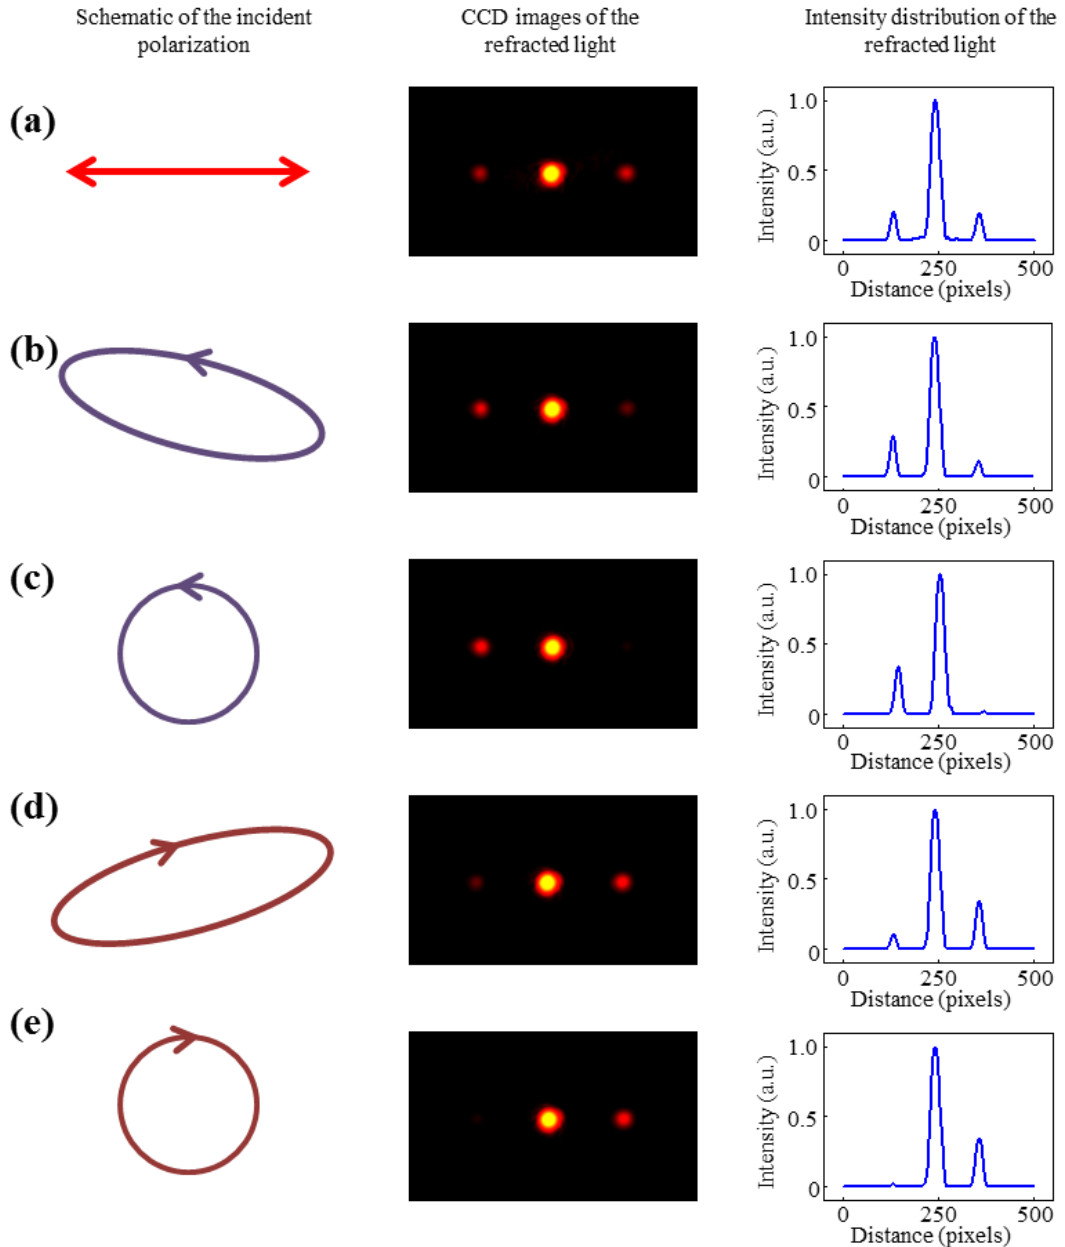 Schematic of the incident
polarization
CCD images of the
refracted light
Intensity distribution of the
refracted light
(a)
Intensity (a.u.)
1.0
0.5
0
0 250 500
Distance (pixels)
(b)
Intensity (a.u.)
1.0
0.5
0
0 250 500
Distance (pixels)
(c)
Intensity (a.u.)
1.0
0.5
0
0 250 500
Distance (pixels)
(d)
Intensity (a.u.)
1.0
0.5
0
0 250 500
Distance (pixels)
(e)
Intensity (a.u.)
1.0
0.5
0
0 250 500
Distance (pixels)